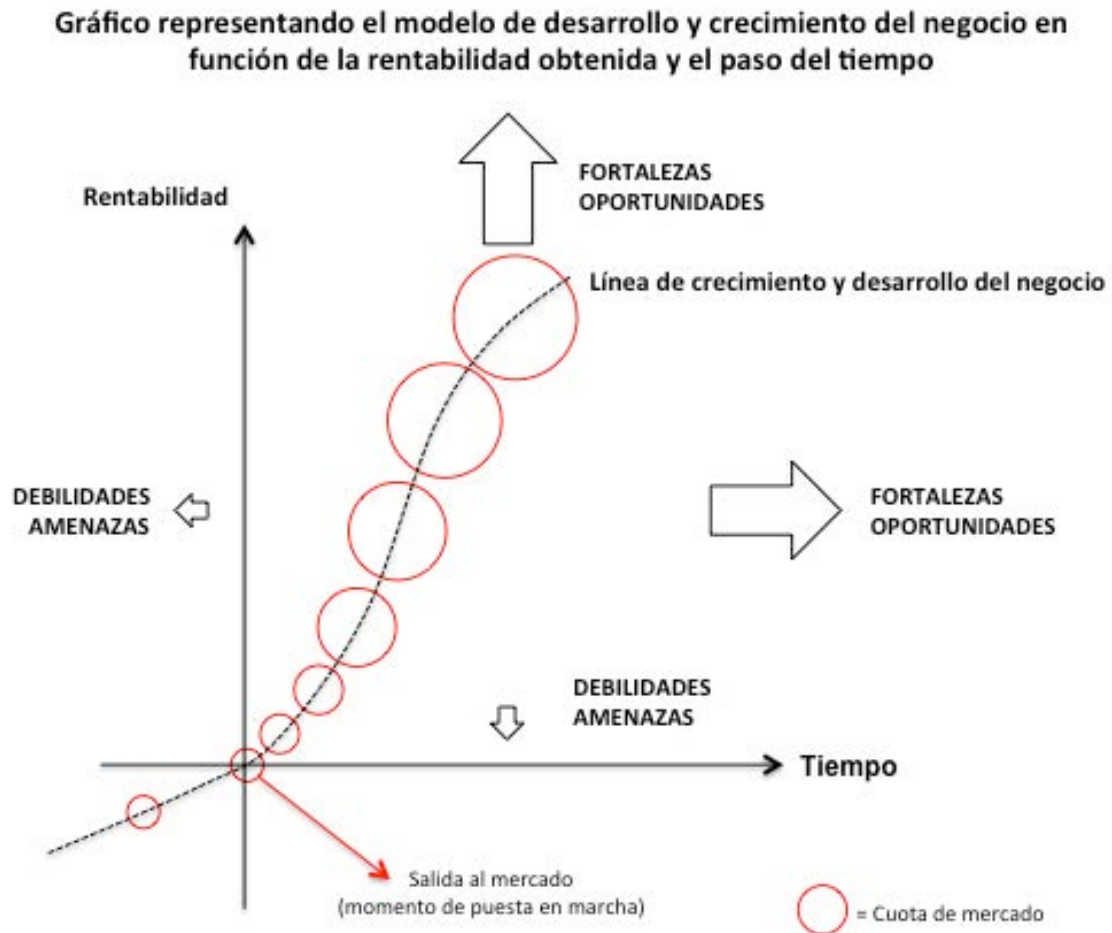 Gráfico representando el modelo de desarrollo y crecimiento del negocio en
función de la rentabilidad obtenida y el paso del tiempo
FORTALEZAS
OPORTUNIDADES
Rentabilidad
Línea de crecimiento y desarrollo del negocio
DEBILIDADES
AMENAZAS
FORTALEZAS
OPORTUNIDADES
DEBILIDADES
AMENAZAS
Tiempo
Salida al mercado
(momento de puesta en marcha)
= Cuota de mercado